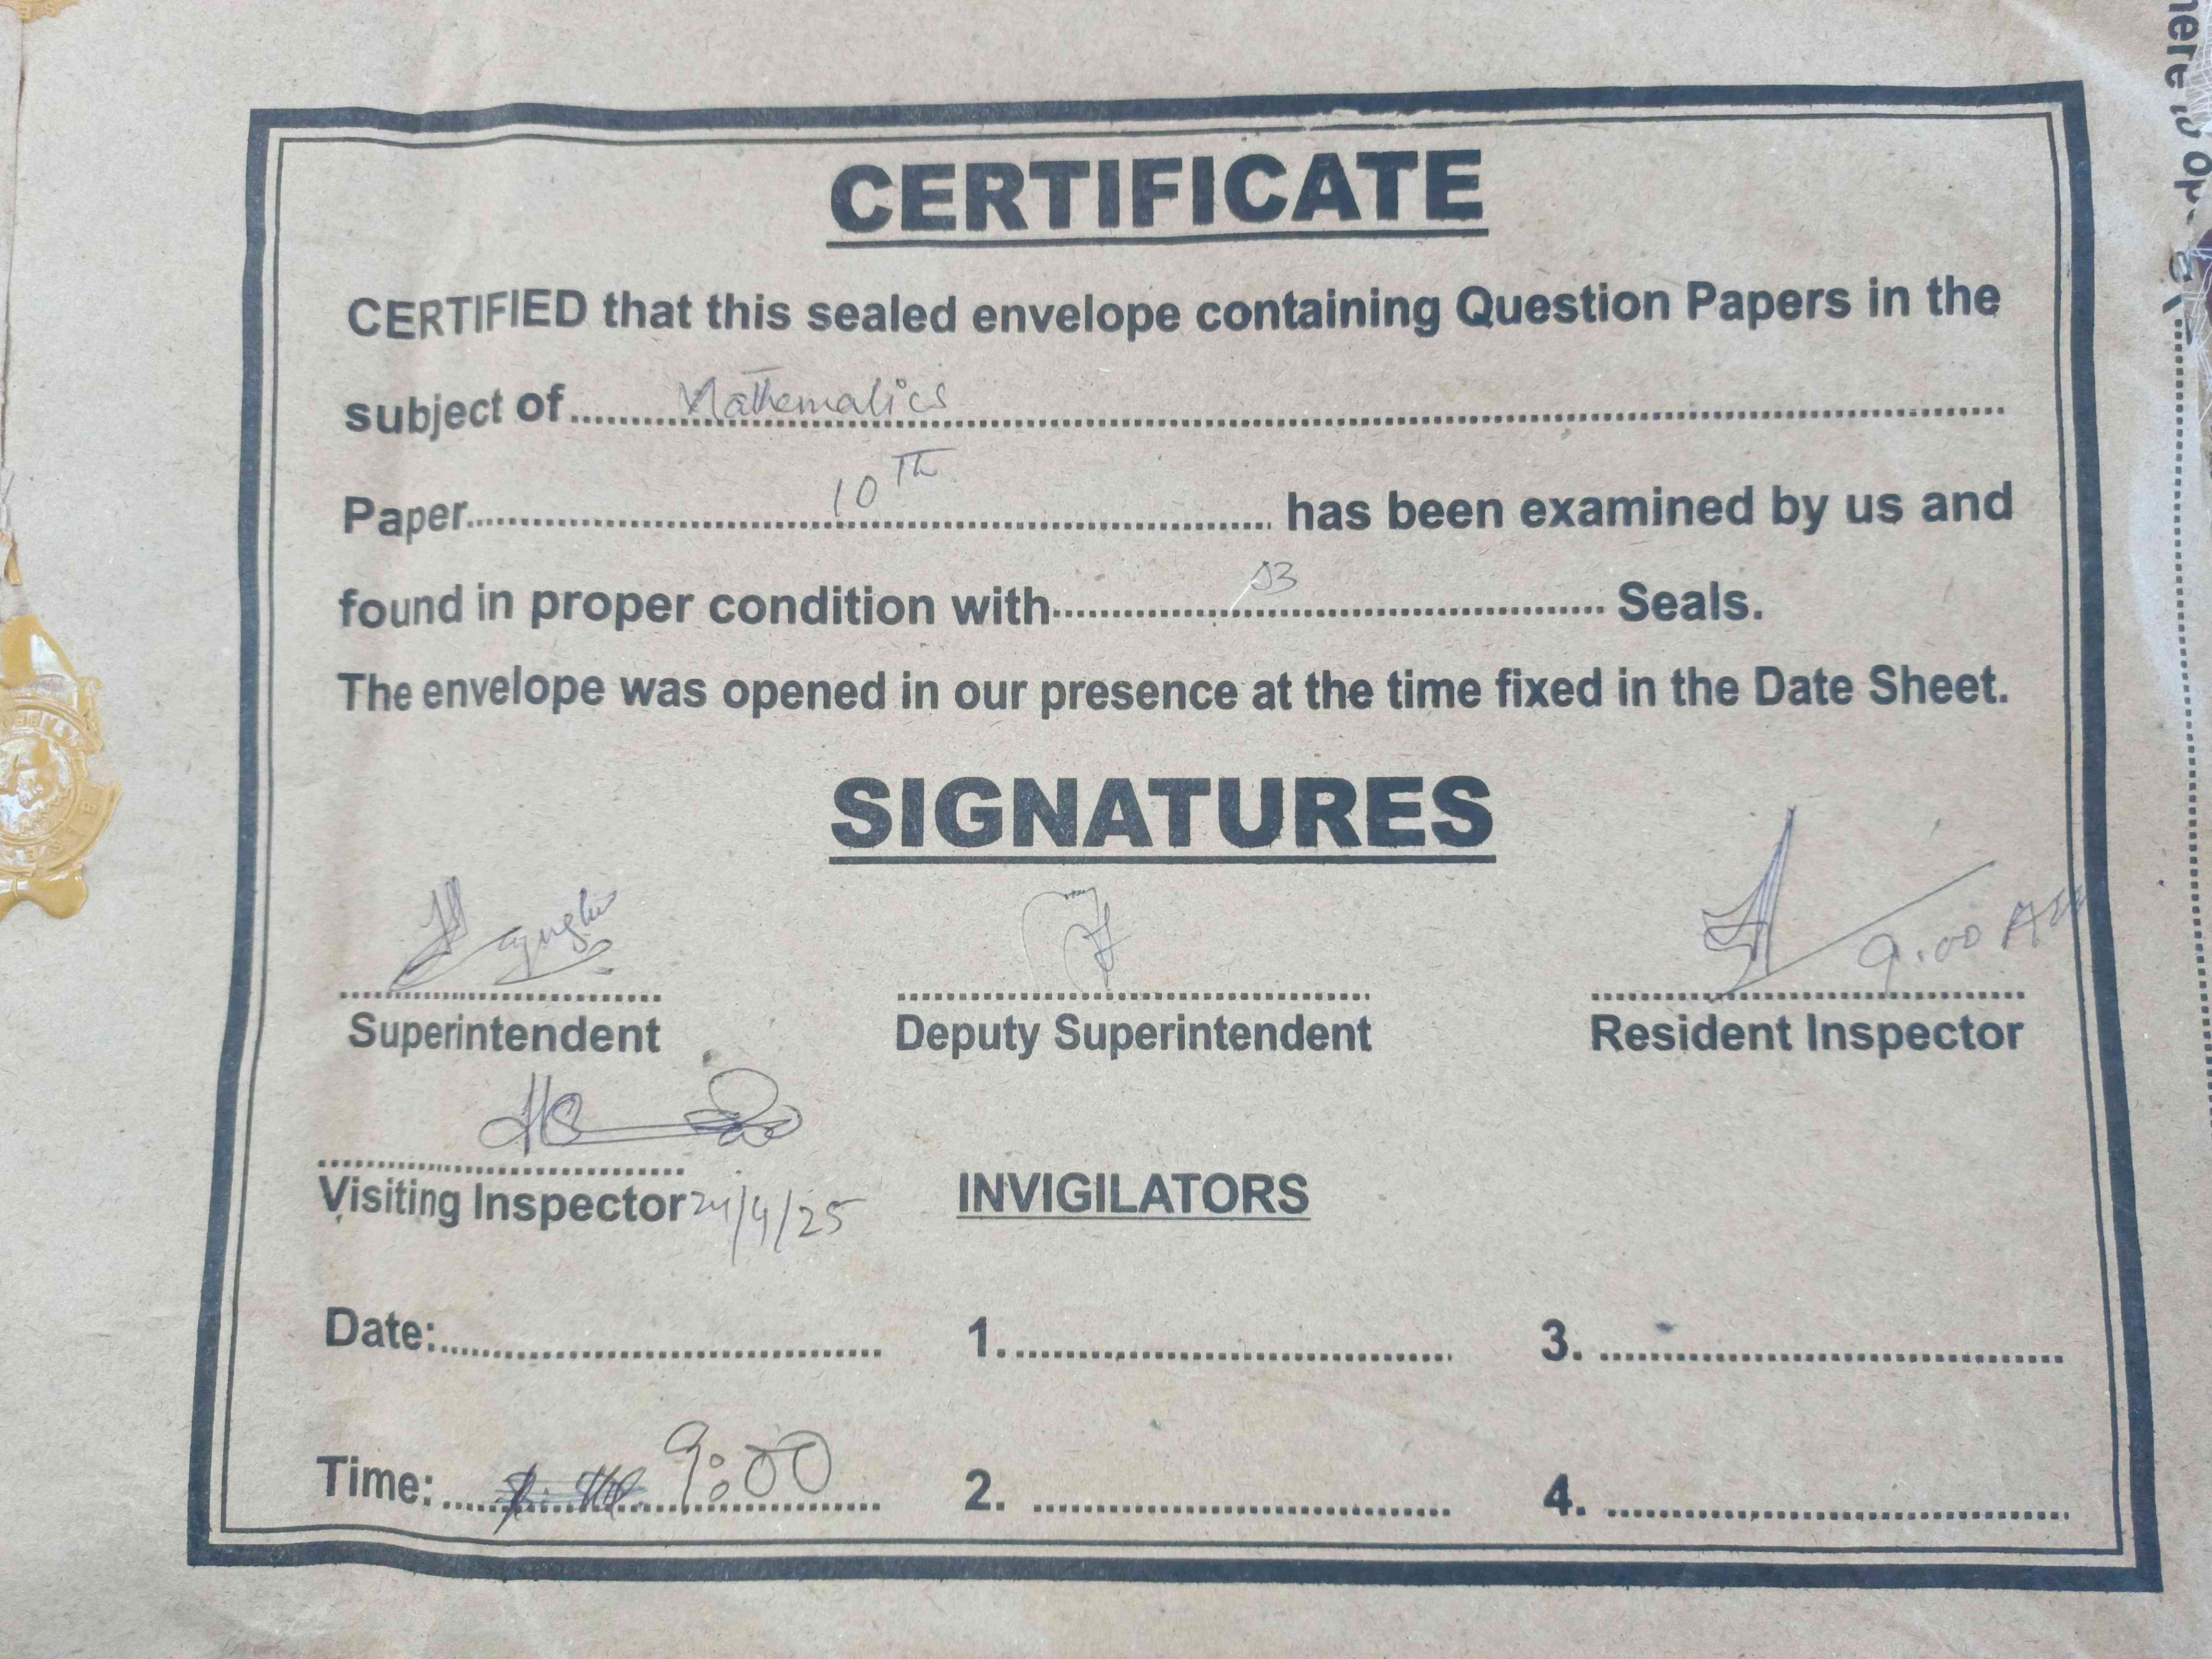 CERTIFICATE
CERTIFIED that this sealed envelope containing Question Papers in the
subject of Mathematics
Paper 10Th has been examined by us and
found in proper condition with Seals.
The envelope was opened in our presence at the time fixed in the Date Sheet.
SIGNATURES
9.00 AM
Superintendent Deputy Superintendent Resident Inspector
Visiting Inspector 24/4/25 INVIGILATORS
Date: 1. 3.
Time: 9:00 2. 4.